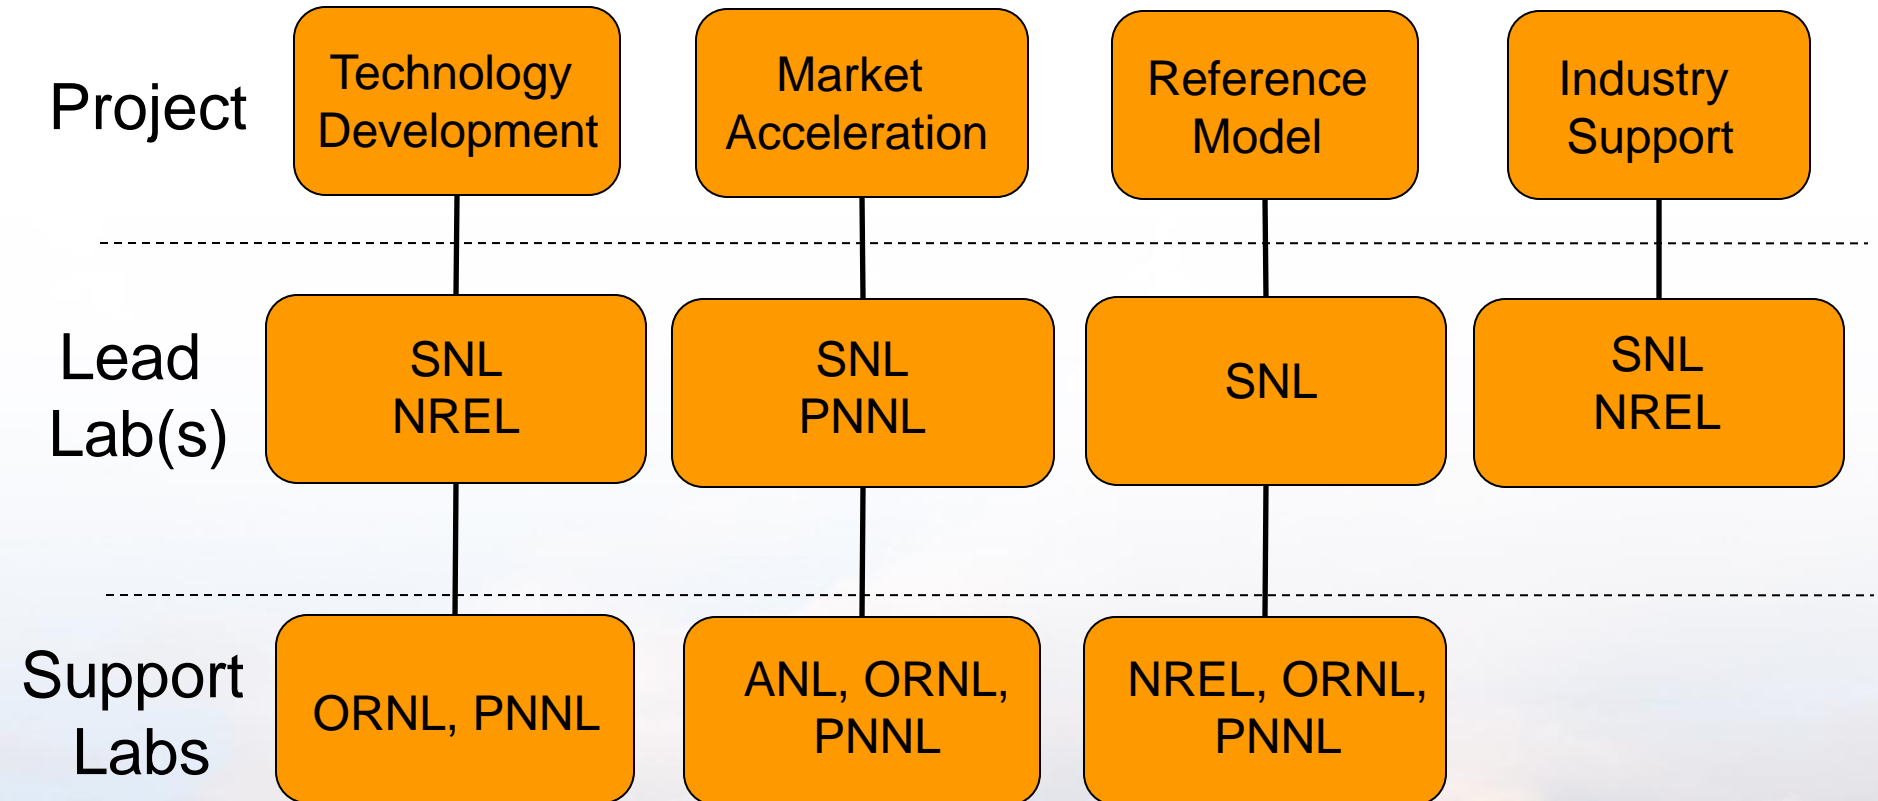 Project
Technology
Development
Market
Acceleration
Reference
Model
Industry
Support
Lead
Lab(s)
SNL
NREL
SNL
PNNL
SNL
SNL
NREL
Support
Labs
ORNL, PNNL
ANL, ORNL,
PNNL
NREL, ORNL,
PNNL